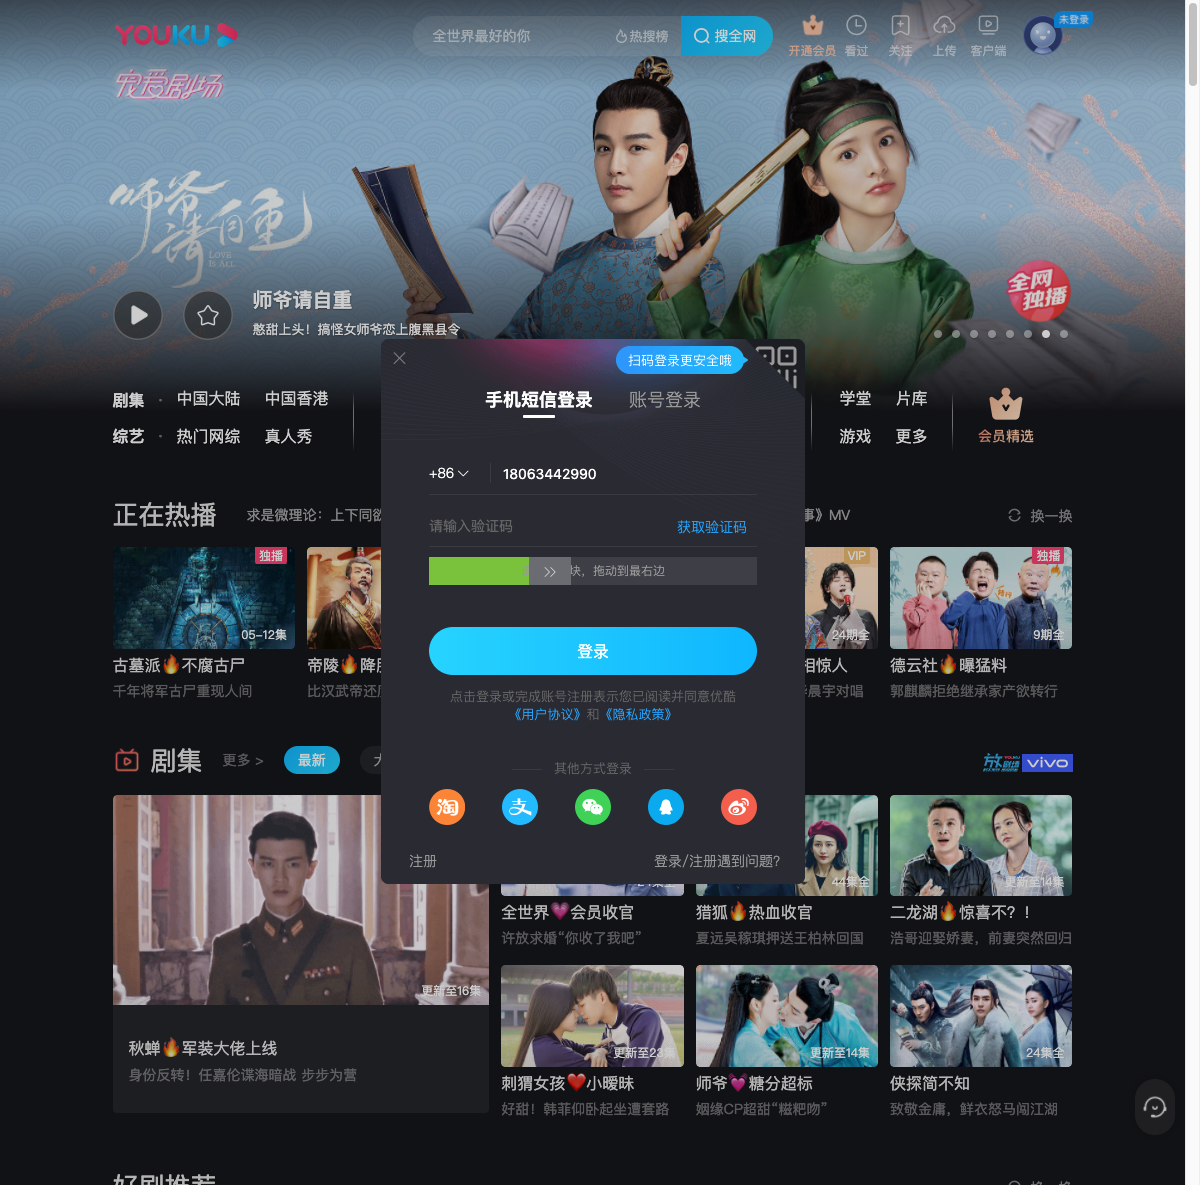 YOUKU
全世界最好的你
热搜榜
搜全网
开通会员
看过
关注
上传
客户端
未登录
宠爱剧场
师爷请自重
LOVE IS ALL
全网独播
师爷请自重
憨甜上头！搞怪女师爷恋上腹黑县令
扫码登录更安全哦
手机短信登录
账号登录
+86
18063442990
请输入验证码
获取验证码
块，拖动到最右边
登录
点击登录或完成账号注册表示您已阅读并同意优酷
《用户协议》和《隐私政策》
其他方式登录
淘
支
注册
登录/注册遇到问题?
剧集 · 中国大陆 中国香港
综艺 · 热门网综 真人秀
学堂 片库
游戏 更多
会员精选
正在热播
求是微理论：上下同欲
事》MV
换一换
独播
05-12集
古墓派🔥不腐古尸
千年将军古尸重现人间
帝陵🔥降
比汉武帝还
VIP
24期全
相惊人
晨宇对唱
独播
9期全
德云社🔥曝猛料
郭麒麟拒绝继承家产欲转行
剧集
更多 >
最新
放剧场
vivo
更新至16集
秋蝉🔥军装大佬上线
身份反转！任嘉伦谍海暗战 步步为营
全世界💗会员收官
许放求婚“你收了我吧”
44集全
猎狐🔥热血收官
夏远吴稼琪押送王柏林回国
更新至14集
二龙湖🔥惊喜不？！
浩哥迎娶娇妻，前妻突然回归
更新至23集
刺猬女孩❤️小暧昧
好甜！韩菲仰卧起坐遭套路
更新至14集
师爷💓糖分超标
姻缘CP超甜“糍粑吻”
24集全
侠探简不知
致敬金庸，鲜衣怒马闯江湖
好剧推荐
换一换